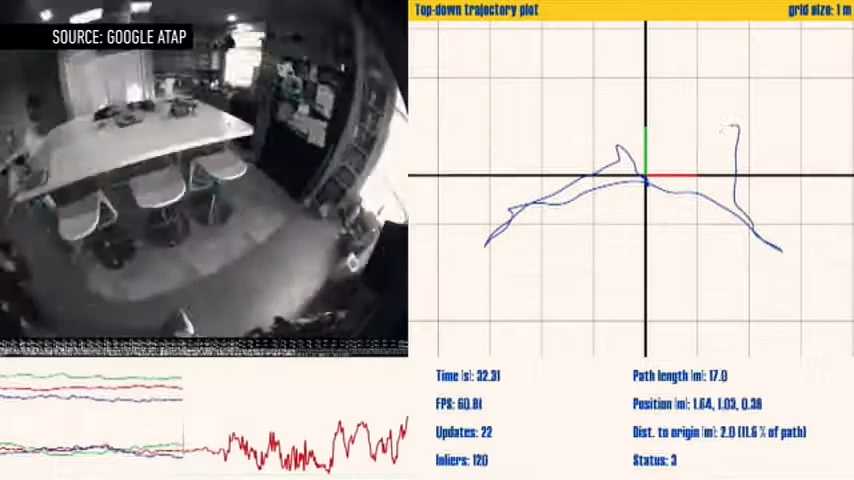 SOURCE: GOOGLE ATAP
Top-down trajectory plot
grid size: 1 m
Time [s]: 32.31
Path length [m]: 17.0
FPS: 60.81
Position [m]: 1.64, 1.03, 0.38
Updates: 22
Dist. to origin [m]: 2.0 (11.6 % of path)
Inliers: 120
Status: 3